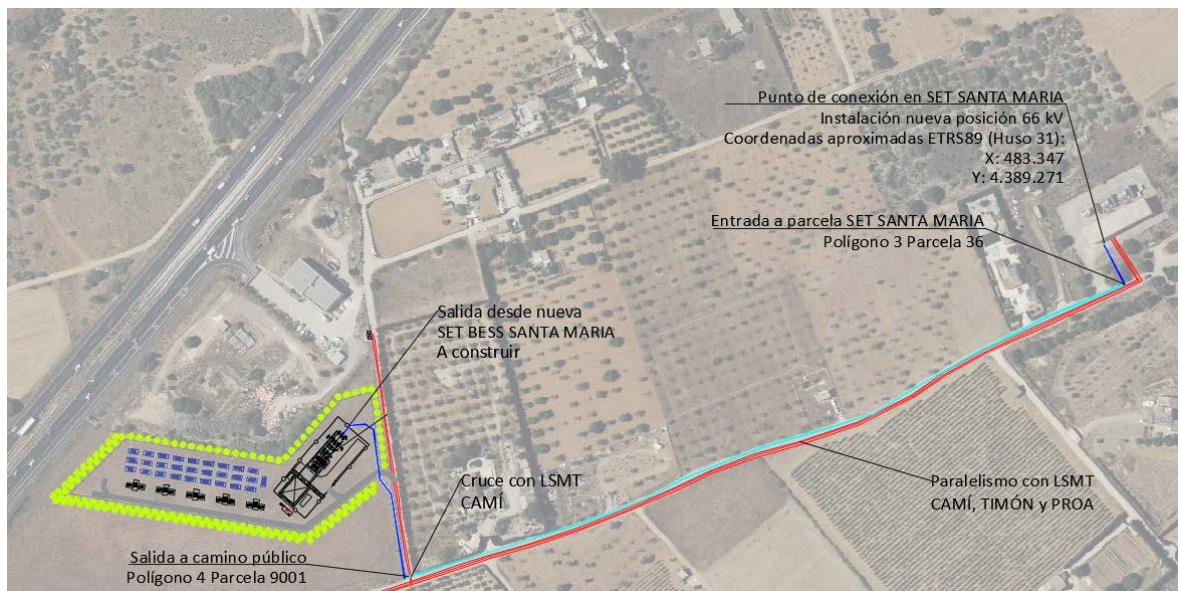 Punto de conexión en SET SANTA MARIA
Instalación nueva posición 66 kV
Coordenadas aproximadas ETRS89 (Huso 31):
X: 483.347
Y: 4.389.271
Entrada a parcela SET SANTA MARIA
Polígono 3 Parcela 36
Salida desde nueva
SET BESS SANTA MARIA
A construir
Cruce con LSMT
CAMÍ
Paralelismo con LSMT
CAMÍ, TIMÓN y PROA
Salida a camino público
Polígono 4 Parcela 9001